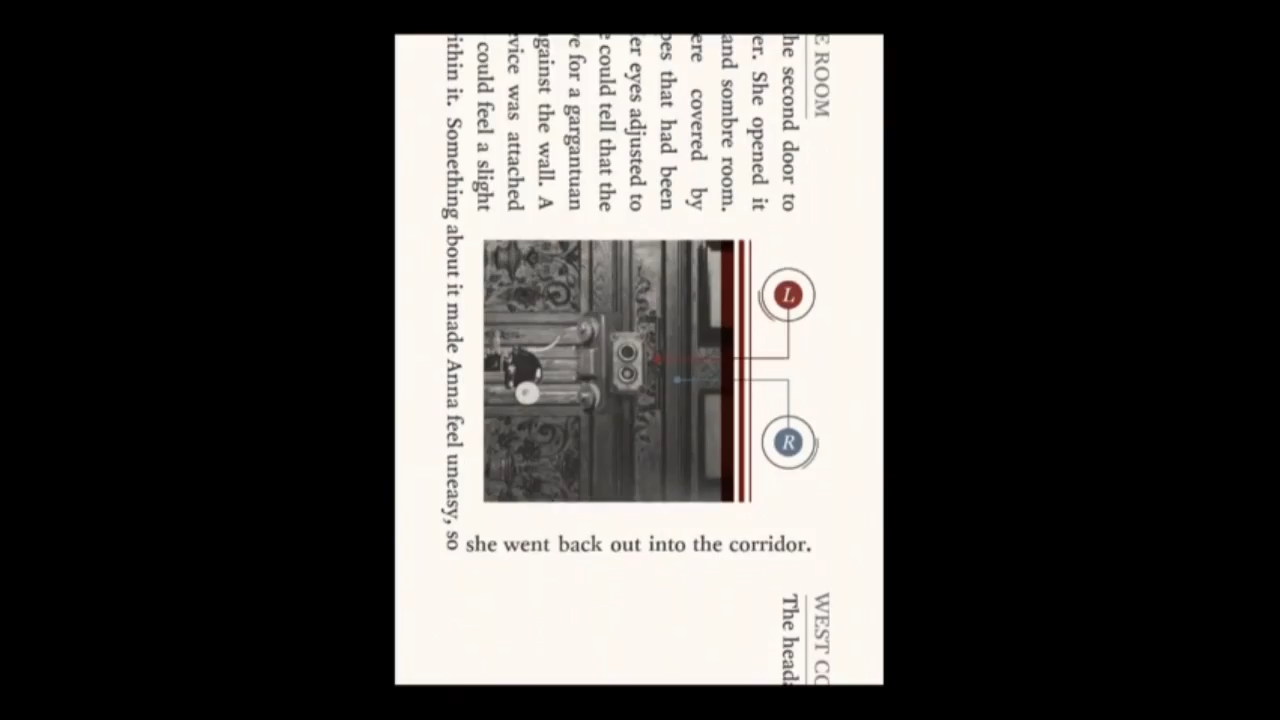 E ROOM
he second door to
er. She opened it
and sombre room.
ere covered by
pes that had been
er eyes adjusted to
e could tell that the
ve for a gargantuan
against the wall. A
vice was attached
could feel a slight
ithin it. Something about it made Anna feel uneasy, so
she went back out into the corridor.
L
R
WEST CO
The head